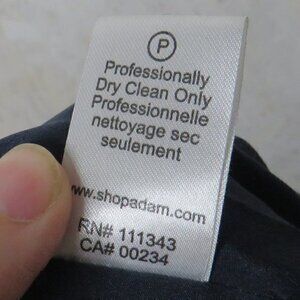 P
Professionally
Dry Clean Only
Professionnelle
nettoyage sec
seulement
www.shopadam.com
RN# 111343
CA# 00234